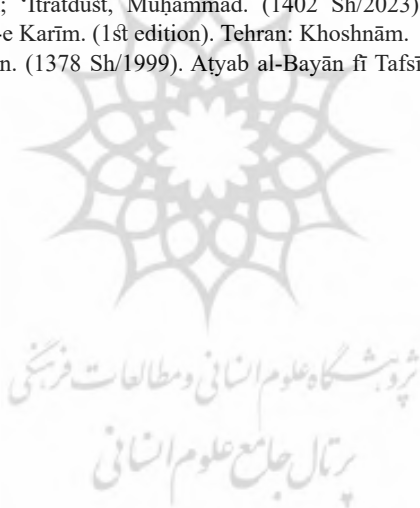 ; ʿItratdūst, Muḥammad. (1402 Sh/2023)
-e Karīm. (1st edition). Tehran: Khoshnām.
n. (1378 Sh/1999). Aṭyab al-Bayān fī Tafsī
پژوهشگاه علوم انسانی و مطالعات فرهنگی
پرتال جامع علوم انسانی